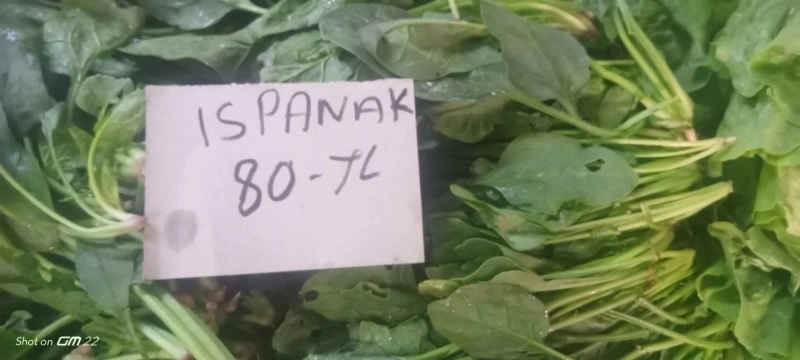 ISPANAK
80-TL
Shot on GM 22